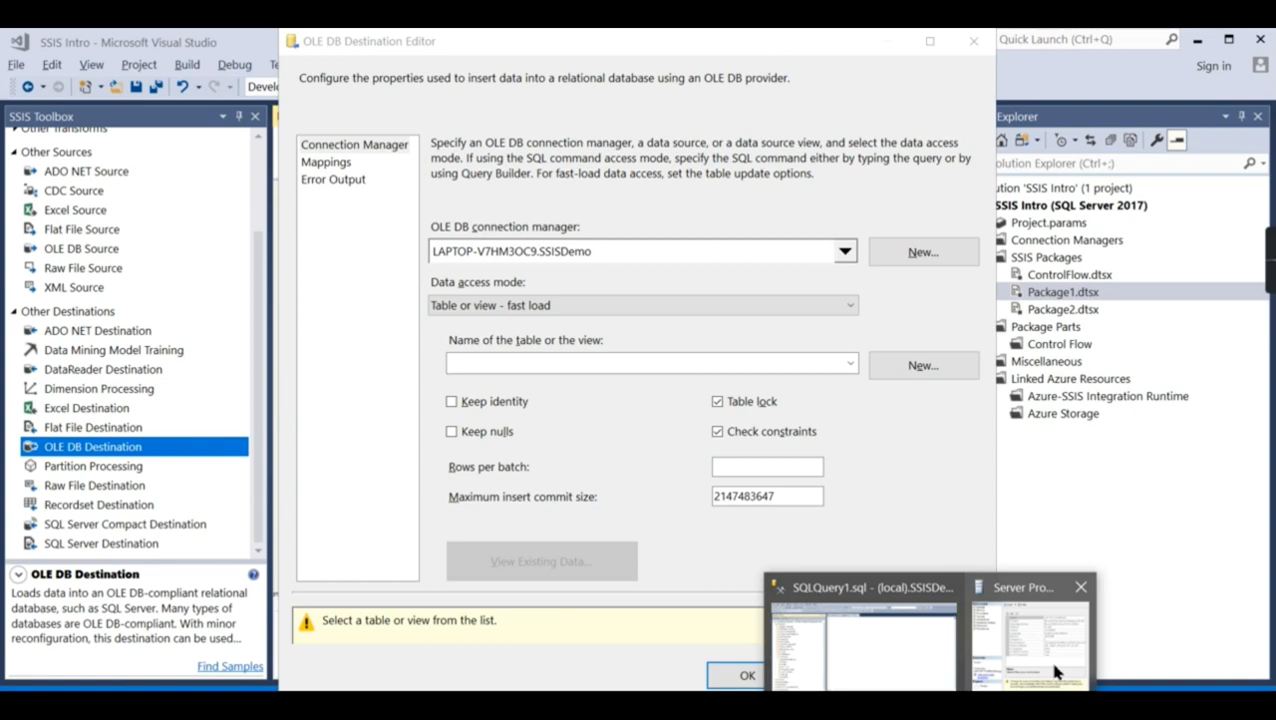 SSIS Intro - Microsoft Visual Studio
OLE DB Destination Editor
Quick Launch (Ctrl+Q)
File Edit View Project Build Debug Te
Configure the properties used to insert data into a relational database using an OLE DB provider.
Sign in
Develo
SSIS Toolbox
Other Transforms
Other Sources
ADO NET Source
CDC Source
Excel Source
Flat File Source
OLE DB Source
Raw File Source
XML Source
Other Destinations
ADO NET Destination
Data Mining Model Training
DataReader Destination
Dimension Processing
Excel Destination
Flat File Destination
OLE DB Destination
Partition Processing
Raw File Destination
Recordset Destination
SQL Server Compact Destination
SQL Server Destination
OLE DB Destination
Loads data into an OLE DB-compliant relational
database, such as SQL Server. Many types of
databases are OLE DB-compliant. With minor
reconfiguration, this destination can be used...
Find Samples
Connection Manager
Mappings
Error Output
Specify an OLE DB connection manager, a data source, or a data source view, and select the data access
mode. If using the SQL command access mode, specify the SQL command either by typing the query or by
using Query Builder. For fast-load data access, set the table update options.
OLE DB connection manager:
LAPTOP-V7HM3OC9.SSISDemo
New...
Data access mode:
Table or view - fast load
Name of the table or the view:
New...
Keep identity
Table lock
Keep nulls
Check constraints
Rows per batch:
Maximum insert commit size:
2147483647
View Existing Data...
Select a table or view from the list.
OK
SQLQuery1.sql - (local).SSISDe...
Server Pro...
Explorer
olution Explorer (Ctrl+;)
ution 'SSIS Intro' (1 project)
SSIS Intro (SQL Server 2017)
Project.params
Connection Managers
SSIS Packages
ControlFlow.dtsx
Package1.dtsx
Package2.dtsx
Package Parts
Control Flow
Miscellaneous
Linked Azure Resources
Azure-SSIS Integration Runtime
Azure Storage